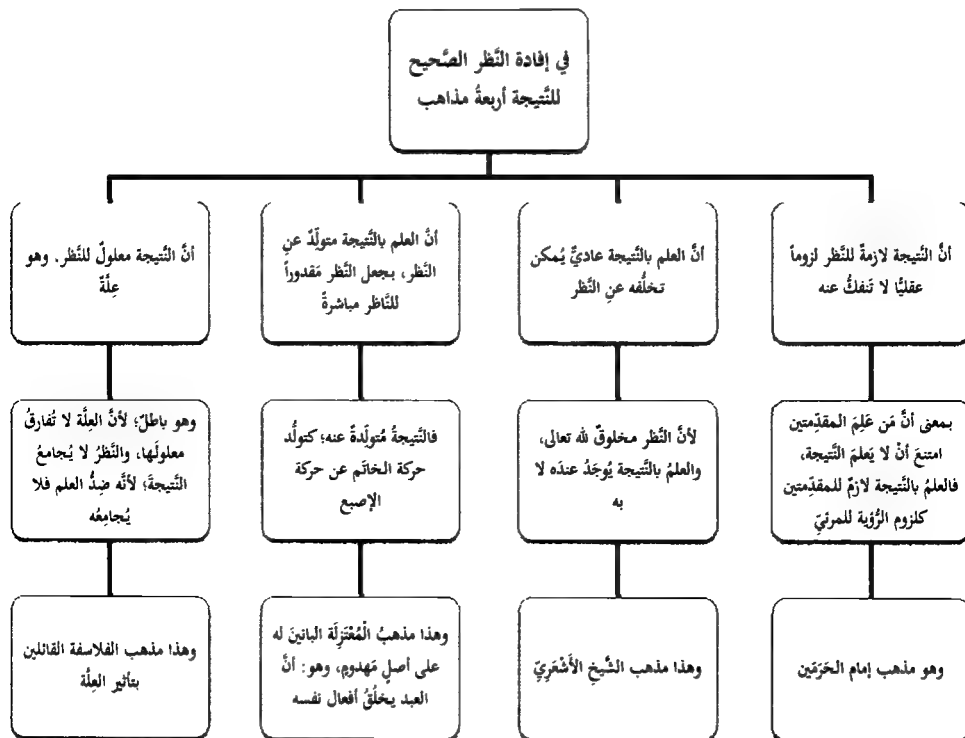 في إفادة النَّظر الصَّحيح
للنَّتيجة أربعةُ مذاهب
أنَّ النَّتيجة لازمةٌ للنَّظر لزوماً
عقليًّا لا تَنفكُّ عنه
بمعنى أنَّ مَن عَلِمَ المقدِّمتين
امتنعَ أنْ لا يَعلمَ النَّتيجة،
فالعلمُ بالنَّتيجة لازمٌ للمقدِّمتين
كلزوم الرُّؤية للمرئيّ
وهو مذهب إمام الحَرَمَين
أنَّ العلم بالنَّتيجة عاديٌّ يُمكن
تخلُّفه عنِ النَّظر
لأنَّ النَّظر مخلوقٌ لله تعالى،
والعلمُ بالنَّتيجة يُوجَدُ عندَه لا
به
وهذا مذهب الشَّيخ الأَشْعَرِيّ
أنَّ العلم بالنَّتيجة متولِّدٌ عنِ
النَّظر، بجعل النَّظر مَقدوراً
للنَّاظر مباشرةً
فالنَّتيجةُ مُتولِّدةٌ عنه؛ كتولُّد
حركة الخاتَم عن حركة
الإصبع
وهذا مذهبُ الْمُعْتَزِلَة البانينَ له
على أصلٍ مَهدومٍ، وهو: أنَّ
العبد يخلُقُ أفعال نفسه
أنَّ النَّتيجة معلولٌ للنَّظر. وهو
عِلَّةٌ
وهو باطلٌ؛ لأنَّ العِلَّة لا تُفارقُ
معلولَها، والنَّظرُ لا يُجامعُ
النَّتيجةَ؛ لأنَّه ضِدُّ العلم فلا
يُجامِعُه
وهذا مذهب الفلاسفة القائلين
بتأثير العِلَّة